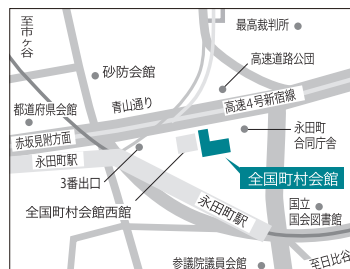 至市ヶ谷
最高裁判所
砂防会館
高速道路公団
青山通り
都道府県会館
高速4号新宿線
赤坂見附方面
永田町
合同庁舎
永田町駅
3番出口
全国町村会館
全国町村会館西館
永田町駅
国立
国会図書館
参議院議員会館
至日比谷